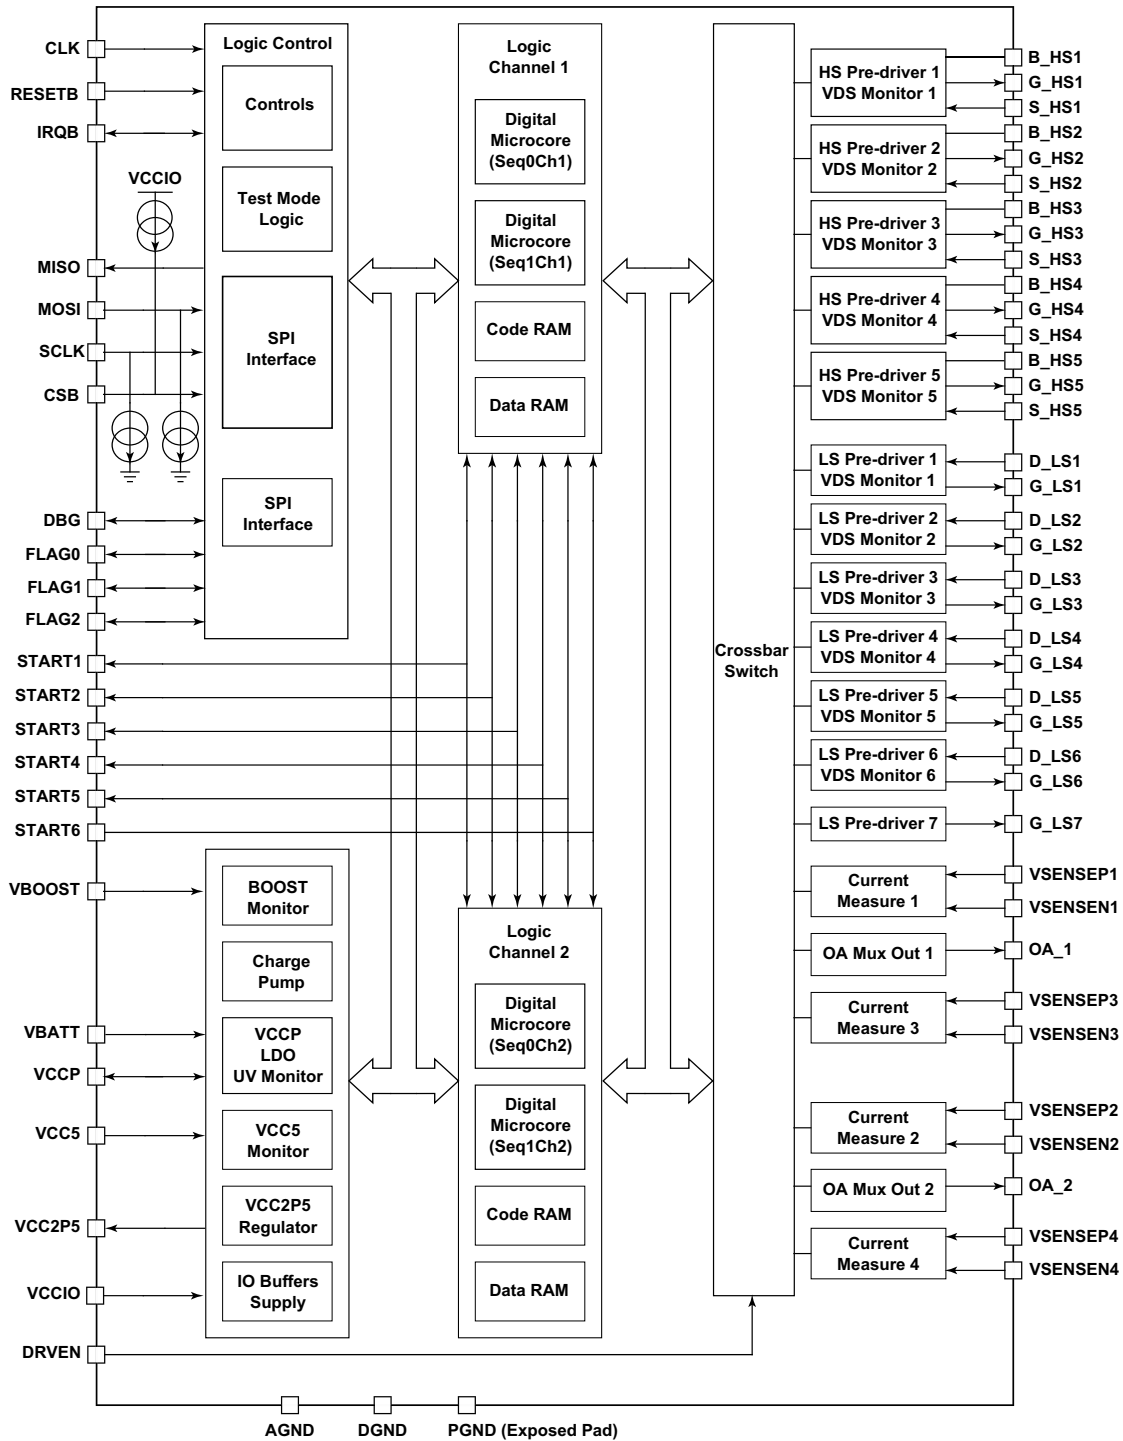 CLK
RESETB
IRQB
VCCIO
MISO
MOSI
SCLK
CSB
DBG
FLAG0
FLAG1
FLAG2
START1
START2
START3
START4
START5
START6
VBOOST
VBATT
VCCP
VCC5
VCC2P5
VCCIO
DRVEN
Logic Control
Controls
Test Mode
Logic
SPI
Interface
SPI
Interface
BOOST
Monitor
Charge
Pump
VCCP
LDO
UV Monitor
VCC5
Monitor
VCC2P5
Regulator
IO Buffers
Supply
Logic
Channel 1
Digital
Microcore
(Seq0Ch1)
Digital
Microcore
(Seq1Ch1)
Code RAM
Data RAM
Logic
Channel 2
Digital
Microcore
(Seq0Ch2)
Digital
Microcore
(Seq1Ch2)
Code RAM
Data RAM
Crossbar
Switch
HS Pre-driver 1
VDS Monitor 1
HS Pre-driver 2
VDS Monitor 2
HS Pre-driver 3
VDS Monitor 3
HS Pre-driver 4
VDS Monitor 4
HS Pre-driver 5
VDS Monitor 5
LS Pre-driver 1
VDS Monitor 1
LS Pre-driver 2
VDS Monitor 2
LS Pre-driver 3
VDS Monitor 3
LS Pre-driver 4
VDS Monitor 4
LS Pre-driver 5
VDS Monitor 5
LS Pre-driver 6
VDS Monitor 6
LS Pre-driver 7
Current
Measure 1
OA Mux Out 1
Current
Measure 3
Current
Measure 2
OA Mux Out 2
Current
Measure 4
B_HS1
G_HS1
S_HS1
B_HS2
G_HS2
S_HS2
B_HS3
G_HS3
S_HS3
B_HS4
G_HS4
S_HS4
B_HS5
G_HS5
S_HS5
D_LS1
G_LS1
D_LS2
G_LS2
D_LS3
G_LS3
D_LS4
G_LS4
D_LS5
G_LS5
D_LS6
G_LS6
G_LS7
VSENSEP1
VSENSEN1
OA_1
VSENSEP3
VSENSEN3
VSENSEP2
VSENSEN2
OA_2
VSENSEP4
VSENSEN4
AGND
DGND
PGND (Exposed Pad)